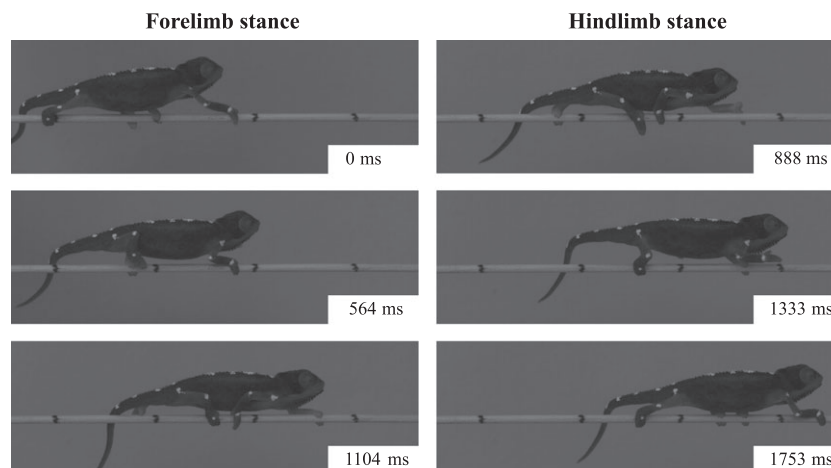 Forelimb stance
Hindlimb stance
0 ms
888 ms
564 ms
1333 ms
1104 ms
1753 ms